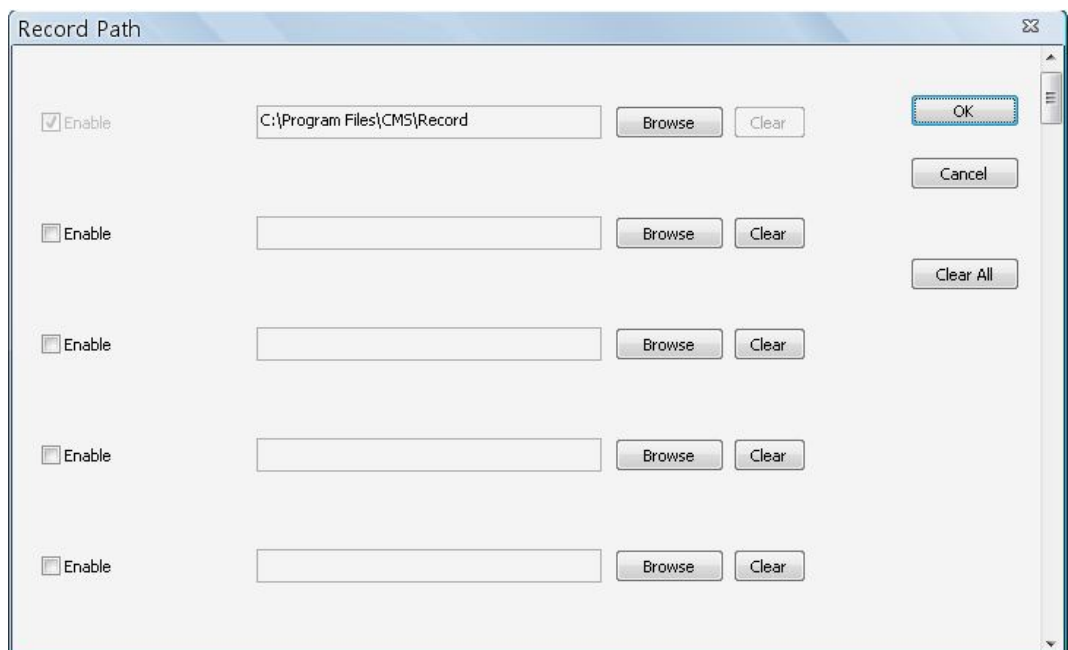 Record Path
Enable C:\Program Files\CMS\Record Browse Clear OK
Cancel
Enable Browse Clear
Clear All
Enable Browse Clear
Enable Browse Clear
Enable Browse Clear